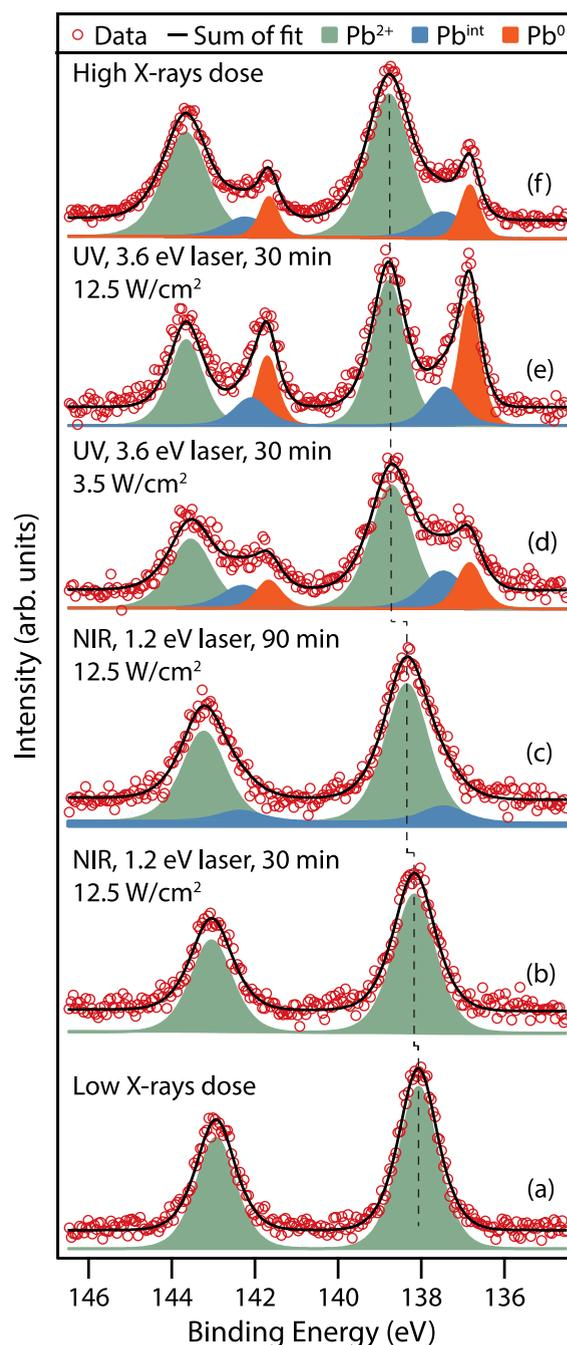 Data Sum of fit Pb²⁺ Pbⁱⁿᵗ Pb⁰
High X-rays dose
(f)
UV, 3.6 eV laser, 30 min
12.5 W/cm²
(e)
UV, 3.6 eV laser, 30 min
3.5 W/cm²
(d)
NIR, 1.2 eV laser, 90 min
12.5 W/cm²
(c)
NIR, 1.2 eV laser, 30 min
12.5 W/cm²
(b)
Low X-rays dose
(a)
Intensity (arb. units)
146 144 142 140 138 136
Binding Energy (eV)